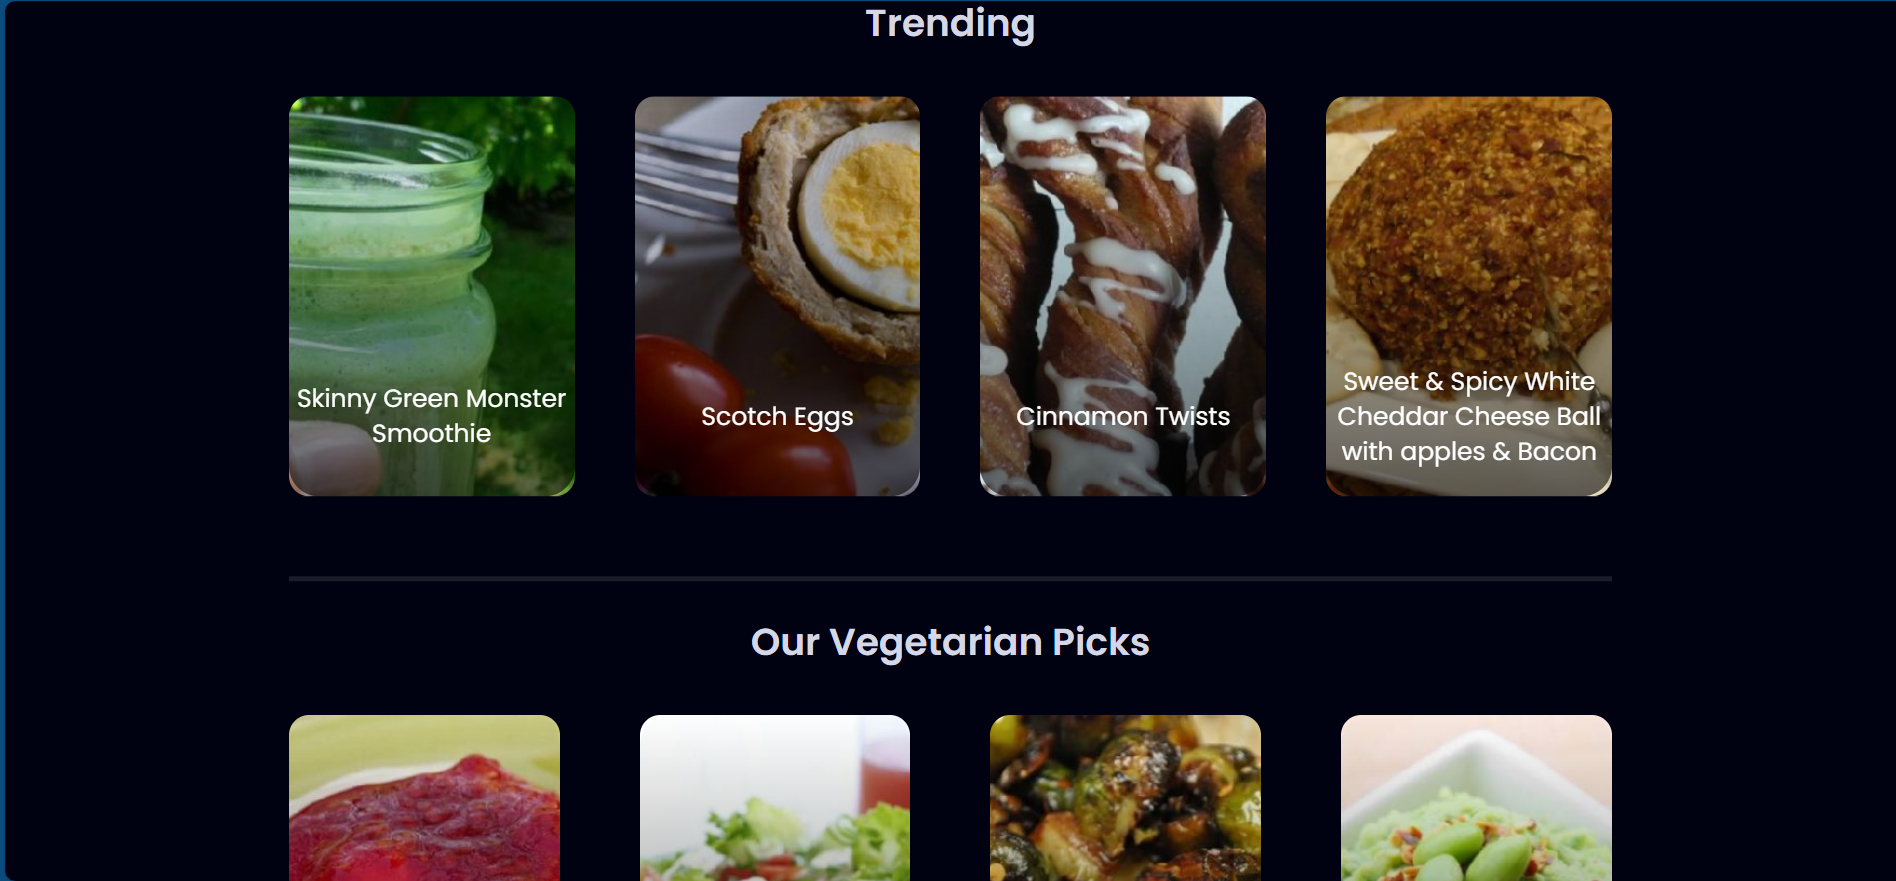 Trending
Skinny Green Monster
Smoothie
Scotch Eggs
Cinnamon Twists
Sweet & Spicy White
Cheddar Cheese Ball
with apples & Bacon
Our Vegetarian Picks